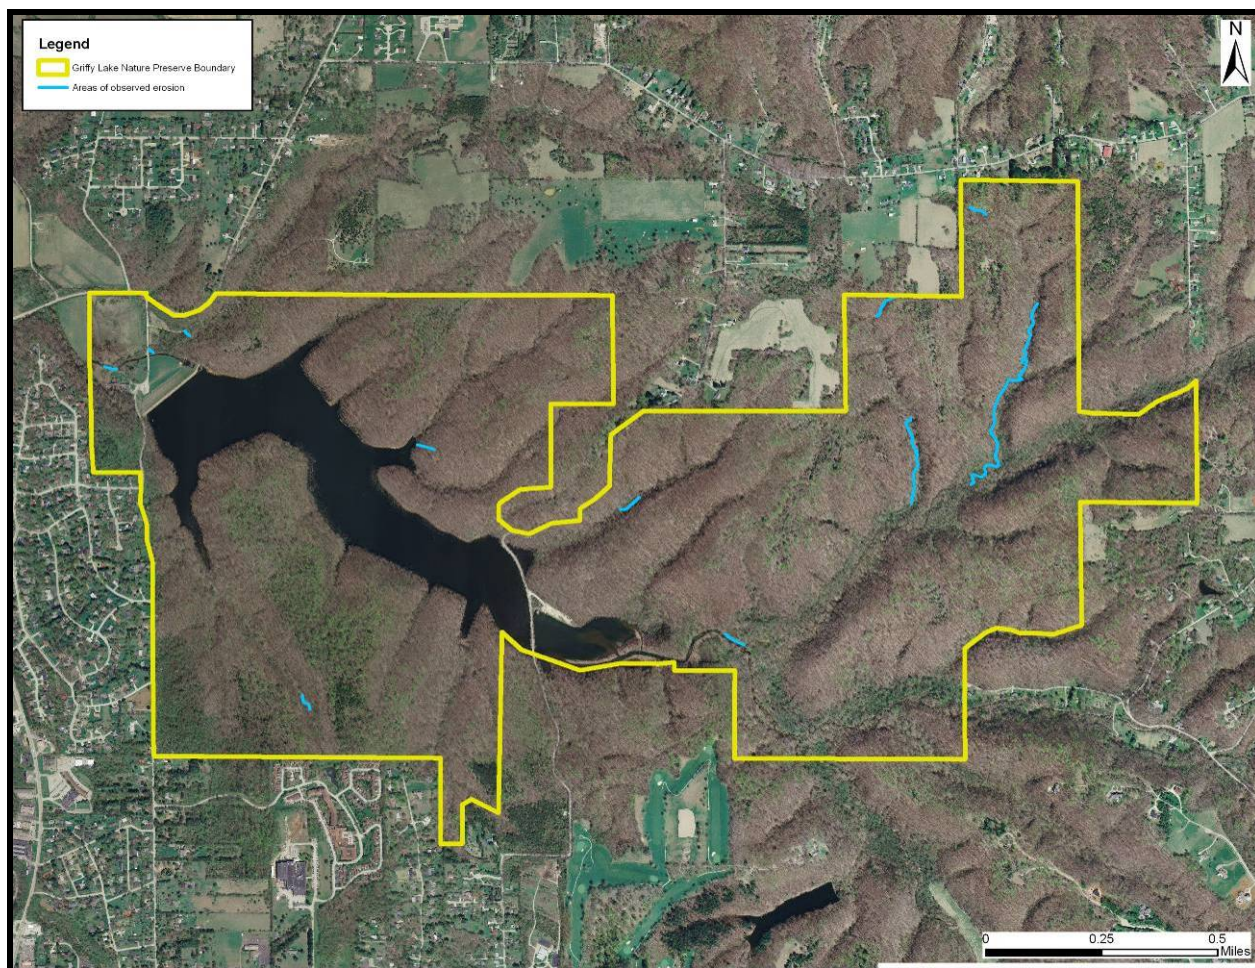 Legend
Griffy Lake Nature Preserve Boundary
Areas of observed erosion
N
0 0.25 0.5
Miles